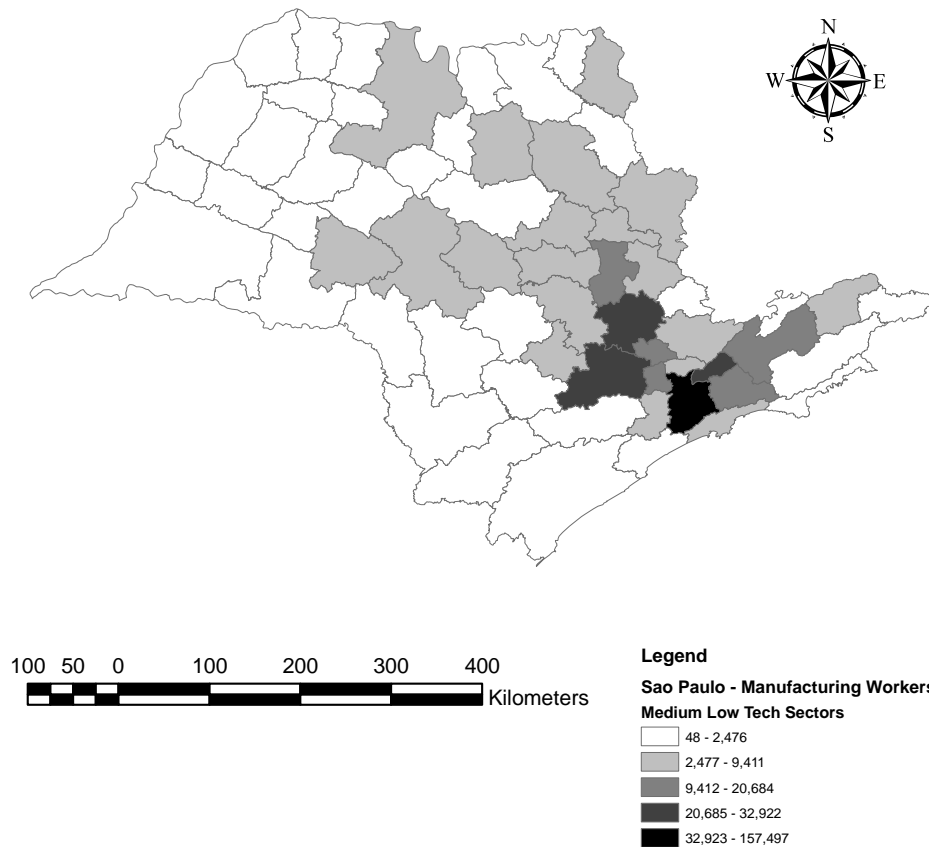 N
W E
S
100 50 0 100 200 300 400
Kilometers
Legend
Sao Paulo - Manufacturing Workers
Medium Low Tech Sectors
48 - 2,476
2,477 - 9,411
9,412 - 20,684
20,685 - 32,922
32,923 - 157,497